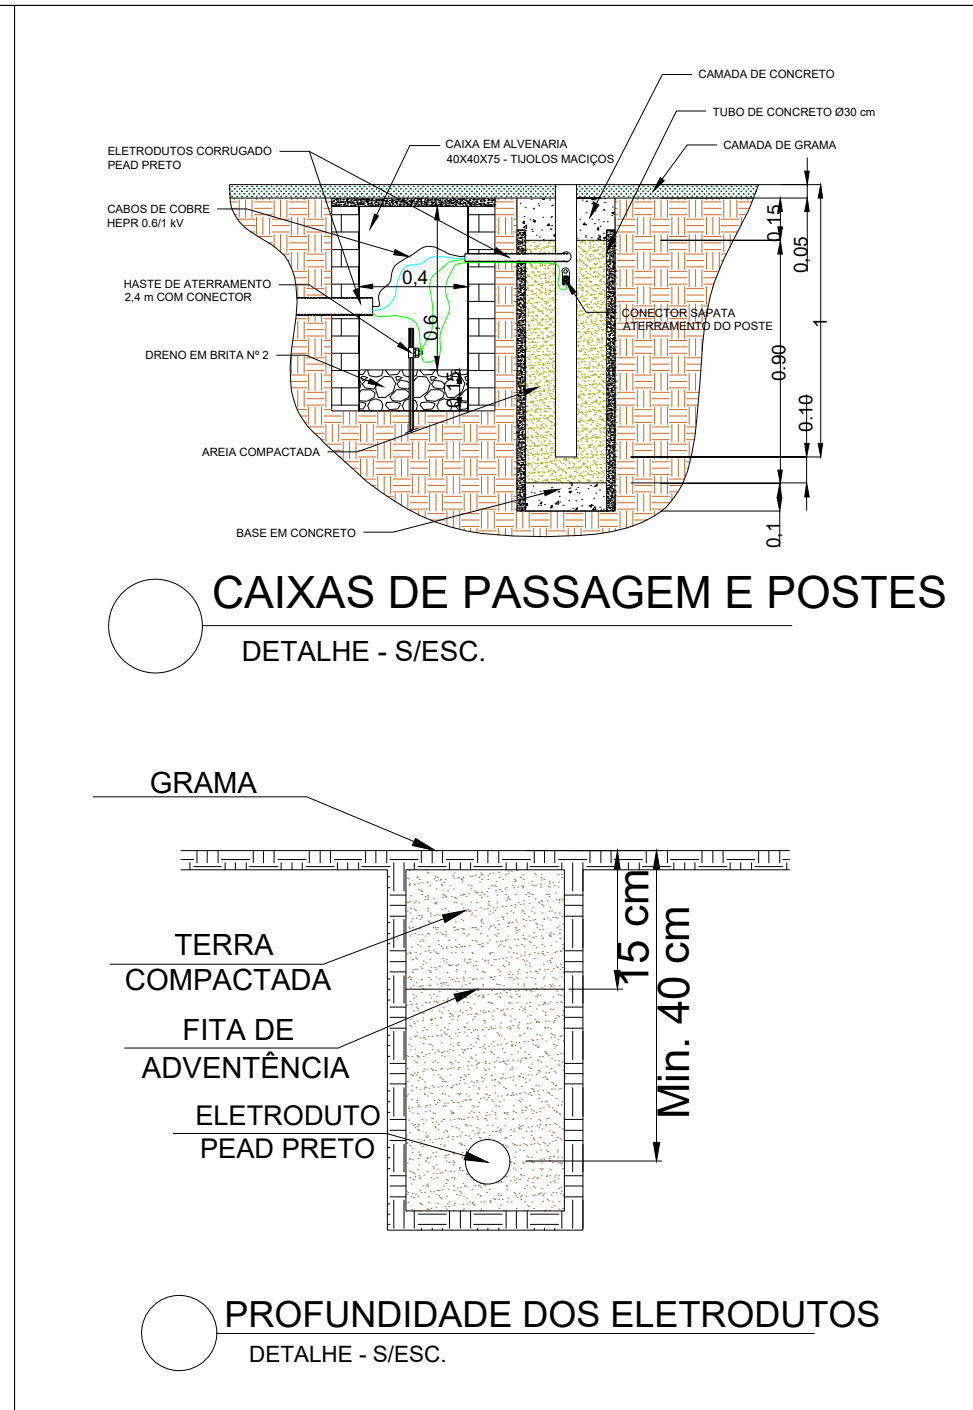 CAMADA DE CONCRETO
TUBO DE CONCRETO Ø30 cm
CAMADA DE GRAMA
CAIXA EM ALVENARIA
40X40X75 - TIJOLOS MACIÇOS
ELETRODUTOS CORRUGADO
PEAD PRETO
CABOS DE COBRE
HEPR 0.6/1 kV
HASTE DE ATERRAMENTO
2,4 m COM CONECTOR
DRENO EM BRITA Nº 2
AREIA COMPACTADA
BASE EM CONCRETO
CONECTOR SAPATA
ATERRAMENTO DO POSTE
0,4
0,6
0,15
0.15
0,05
1
0.90
0.10
0,1
CAIXAS DE PASSAGEM E POSTES
DETALHE - S/ESC.
GRAMA
TERRA
COMPACTADA
FITA DE
ADVENTÊNCIA
ELETRODUTO
PEAD PRETO
15 cm
Min. 40 cm
PROFUNDIDADE DOS ELETRODUTOS
DETALHE - S/ESC.